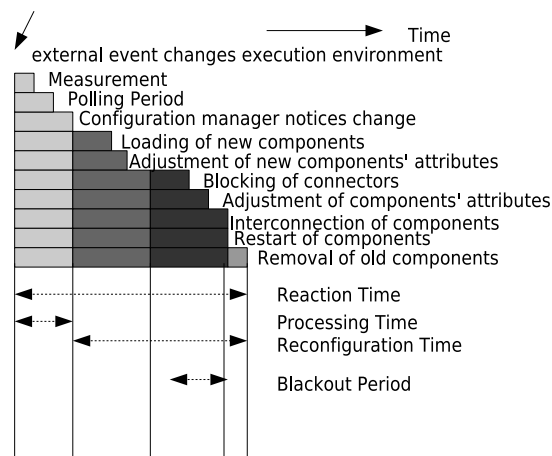 Time
external event changes execution environment
Measurement
Polling Period
Configuration manager notices change
Loading of new components
Adjustment of new components' attributes
Blocking of connectors
Adjustment of components' attributes
Interconnection of components
Restart of components
Removal of old components
Reaction Time
Processing Time
Reconfiguration Time
Blackout Period